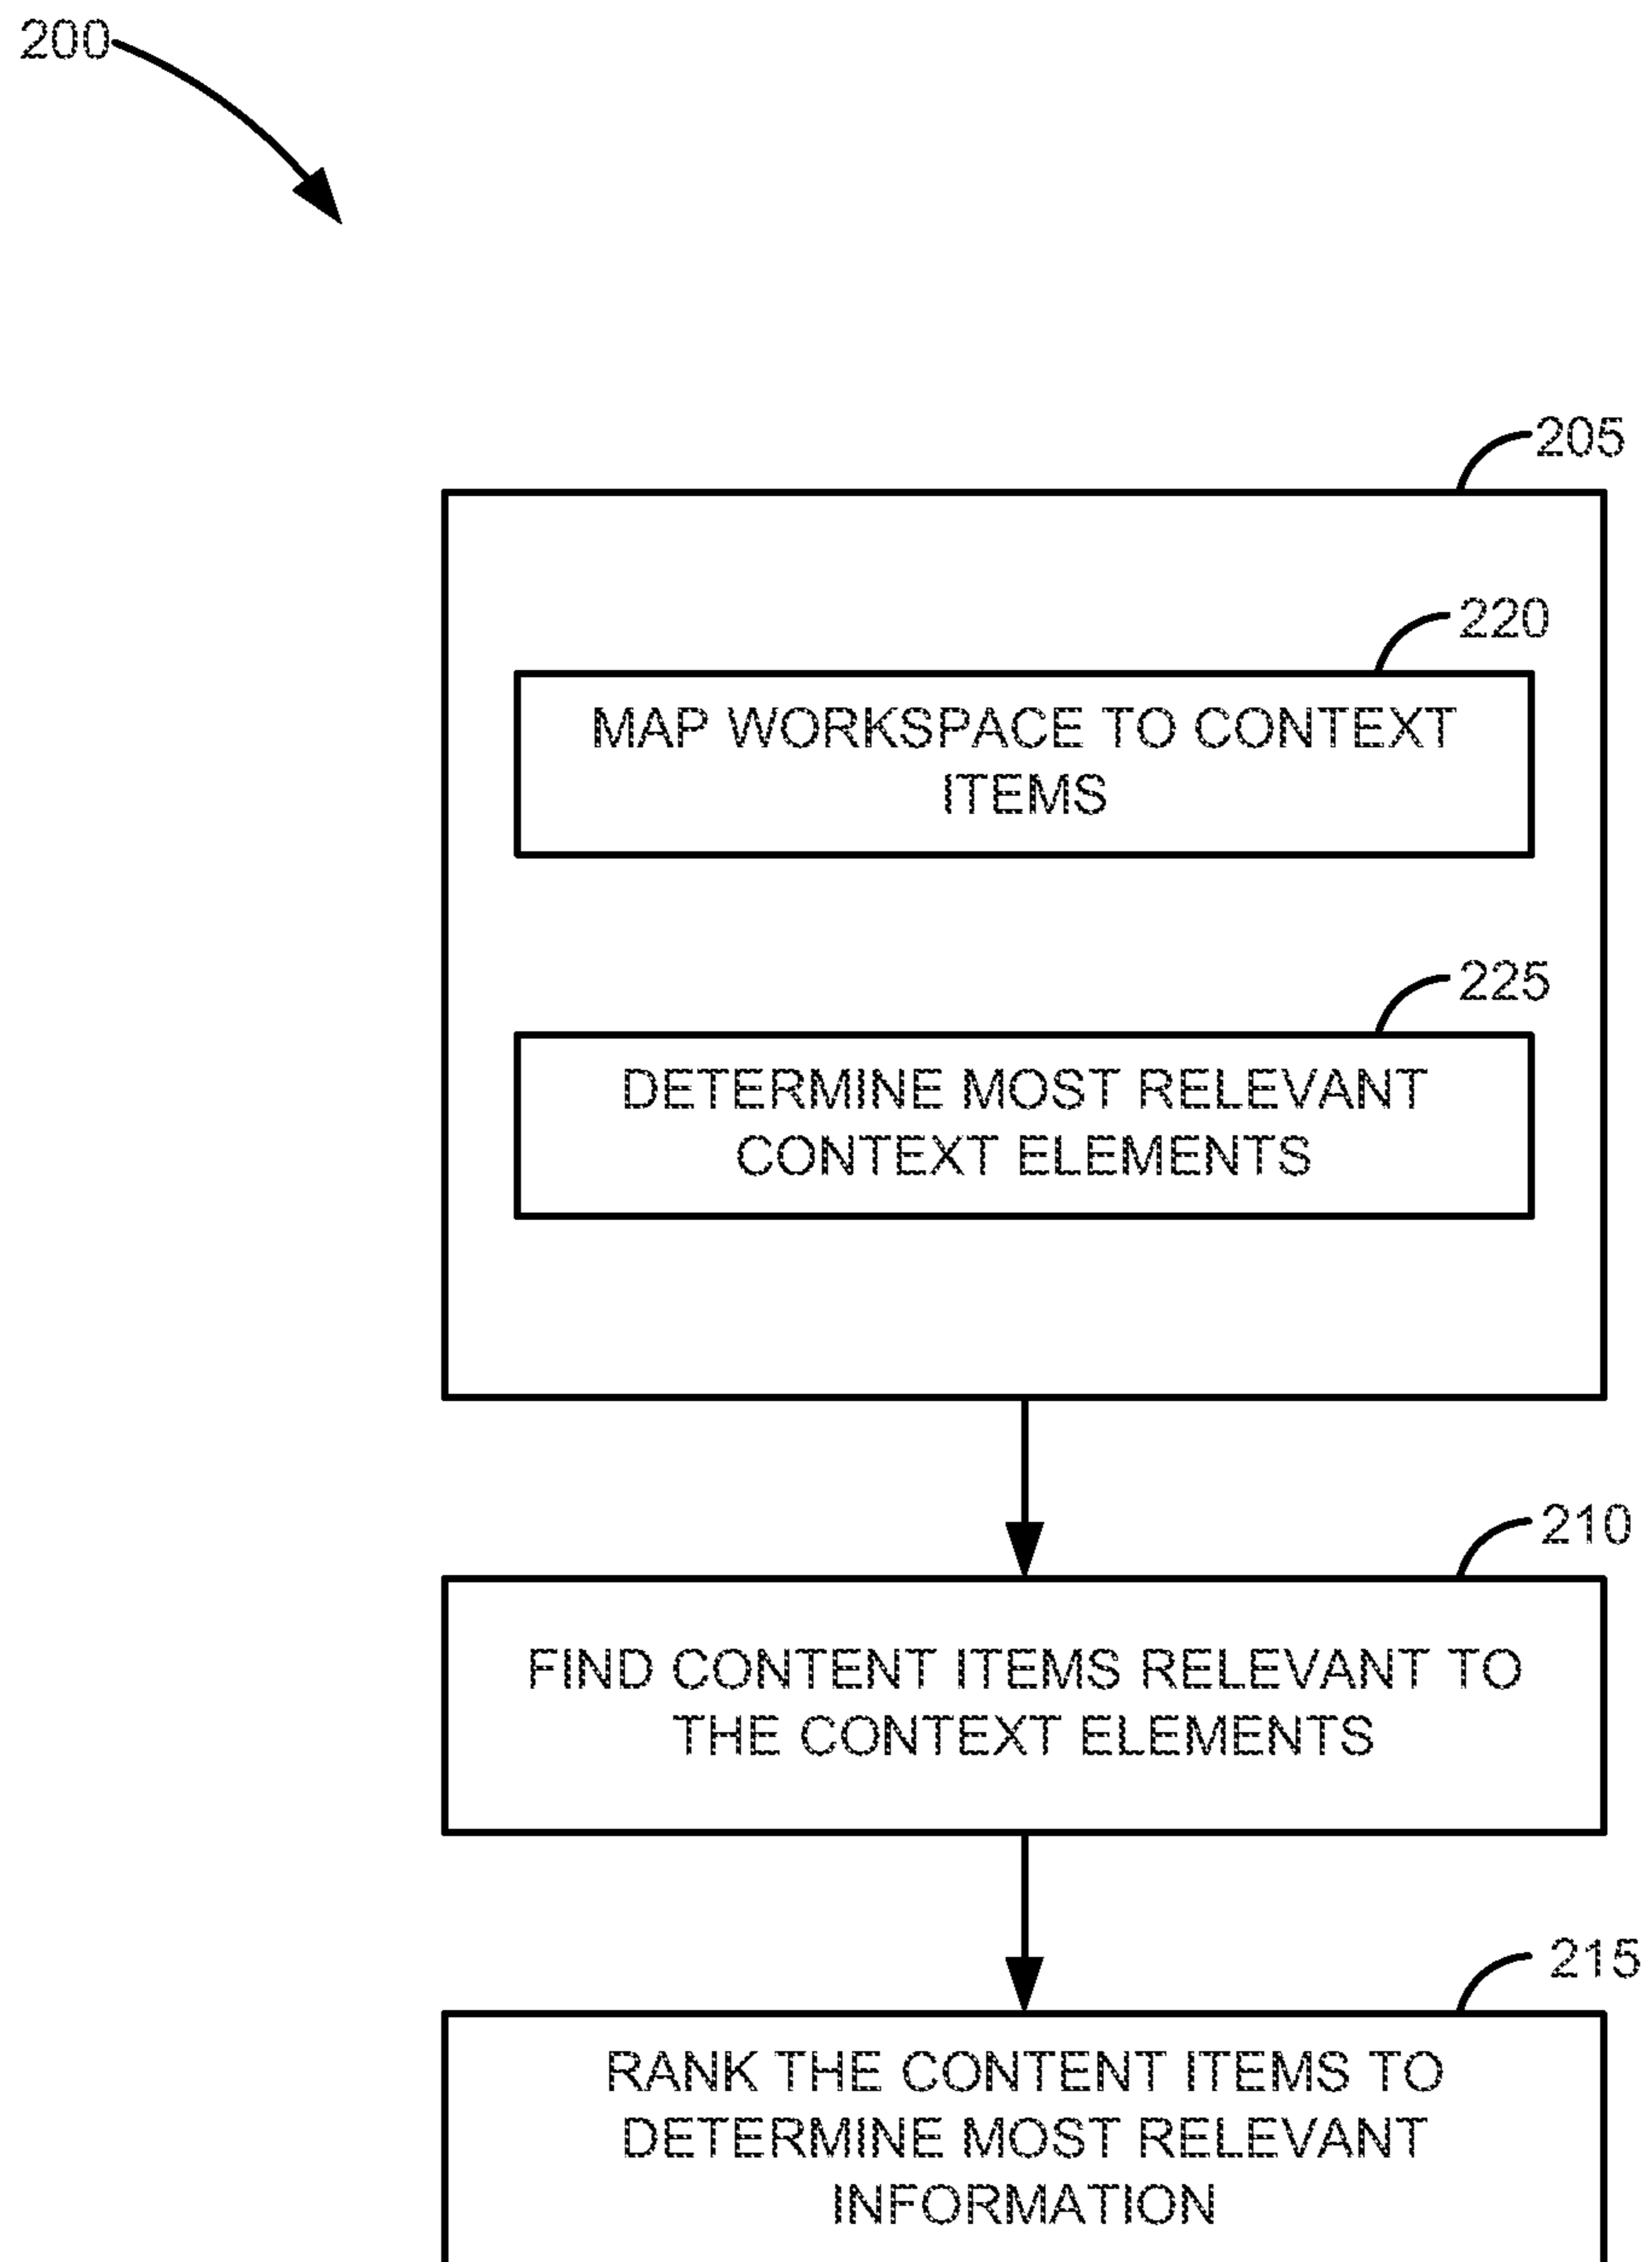 200
205
220
MAP WORKSPACE TO CONTEXT
ITEMS
225
DETERMINE MOST RELEVANT
CONTEXT ELEMENTS
210
FIND CONTENT ITEMS RELEVANT TO
THE CONTEXT ELEMENTS
215
RANK THE CONTENT ITEMS TO
DETERMINE MOST RELEVANT
INFORMATION